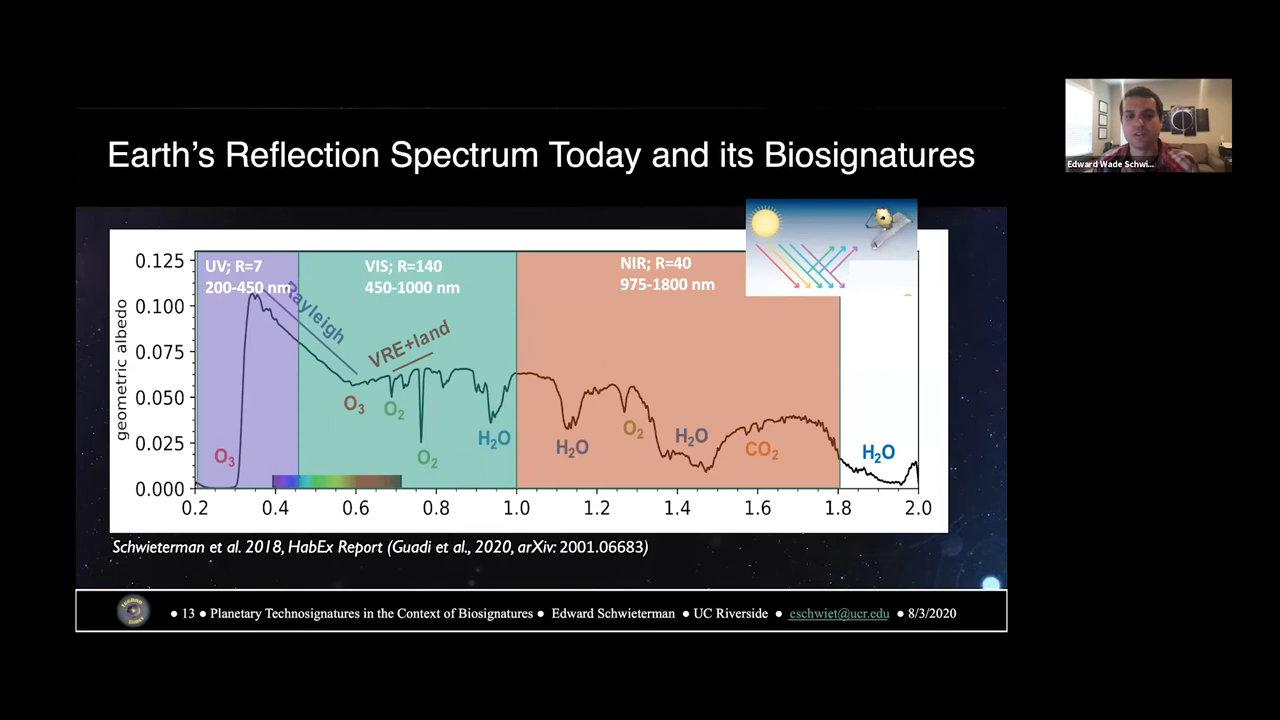 Earth's Reflection Spectrum Today and its Biosignatures
Edward Wade Schwi...
UV; R=7
200-450 nm
VIS; R=140
450-1000 nm
NIR; R=40
975-1800 nm
geometric albedo
0.125
0.100
0.075
0.050
0.025
0.000
Rayleigh
VRE+land
O3
O3
O2
O2
H2O
H2O
O2
H2O
CO2
H2O
0.2 0.4 0.6 0.8 1.0 1.2 1.4 1.6 1.8 2.0
Schwieterman et al. 2018, HabEx Report (Guadi et al., 2020, arXiv: 2001.06683)
● 13 ● Planetary Technosignatures in the Context of Biosignatures ● Edward Schwieterman ● UC Riverside ● eschwiet@ucr.edu ● 8/3/2020